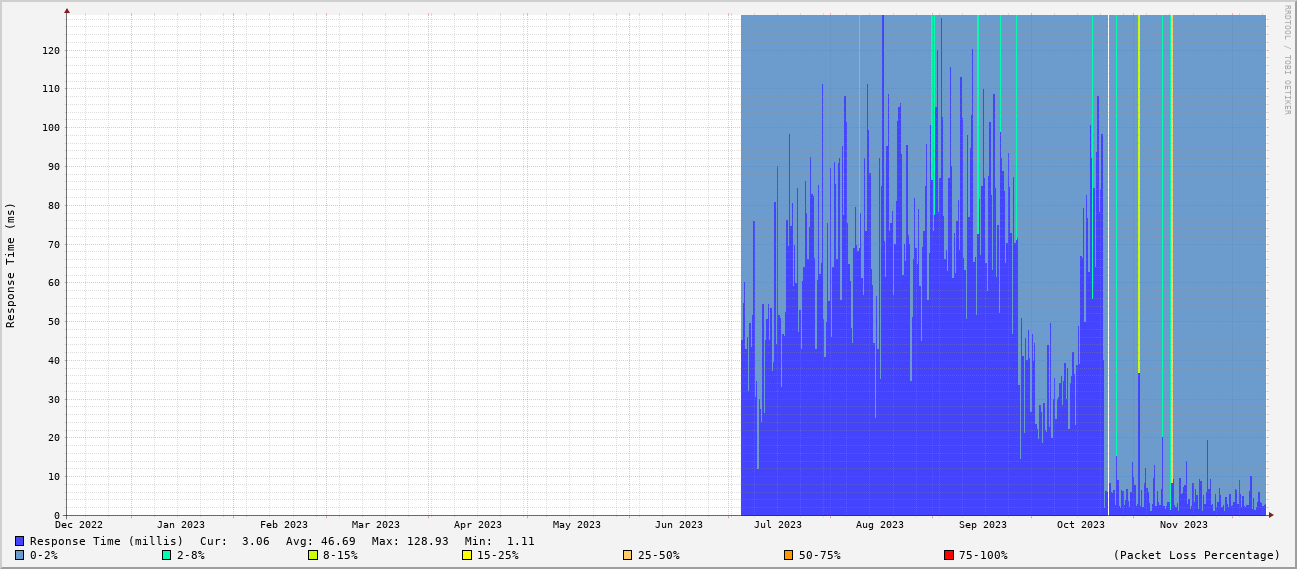 RRDTOOL / TOBI OETIKER
Response Time (ms)
120
110
100
90
80
70
60
50
40
30
20
10
0
Dec 2022 Jan 2023 Feb 2023 Mar 2023 Apr 2023 May 2023 Jun 2023 Jul 2023 Aug 2023 Sep 2023 Oct 2023 Nov 2023
Response Time (millis) Cur: 3.06 Avg: 46.69 Max: 128.93 Min: 1.11
0-2% 2-8% 8-15% 15-25% 25-50% 50-75% 75-100% (Packet Loss Percentage)